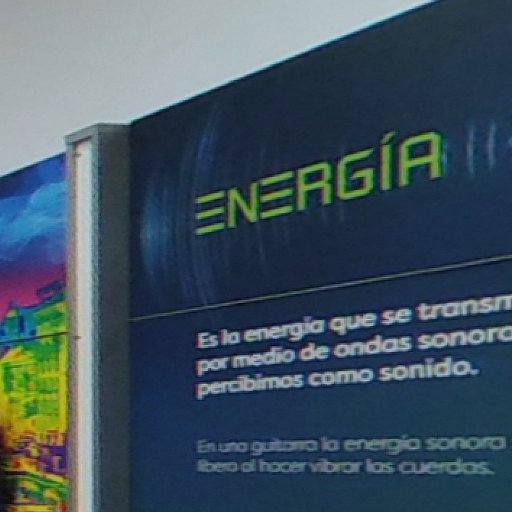 ENERGÍA
Es la energía que se transm
por medio de ondas sonora
percibimos como sonido.
En una guitarra la energía sonora
libera al hacer vibrar las cuerdas.